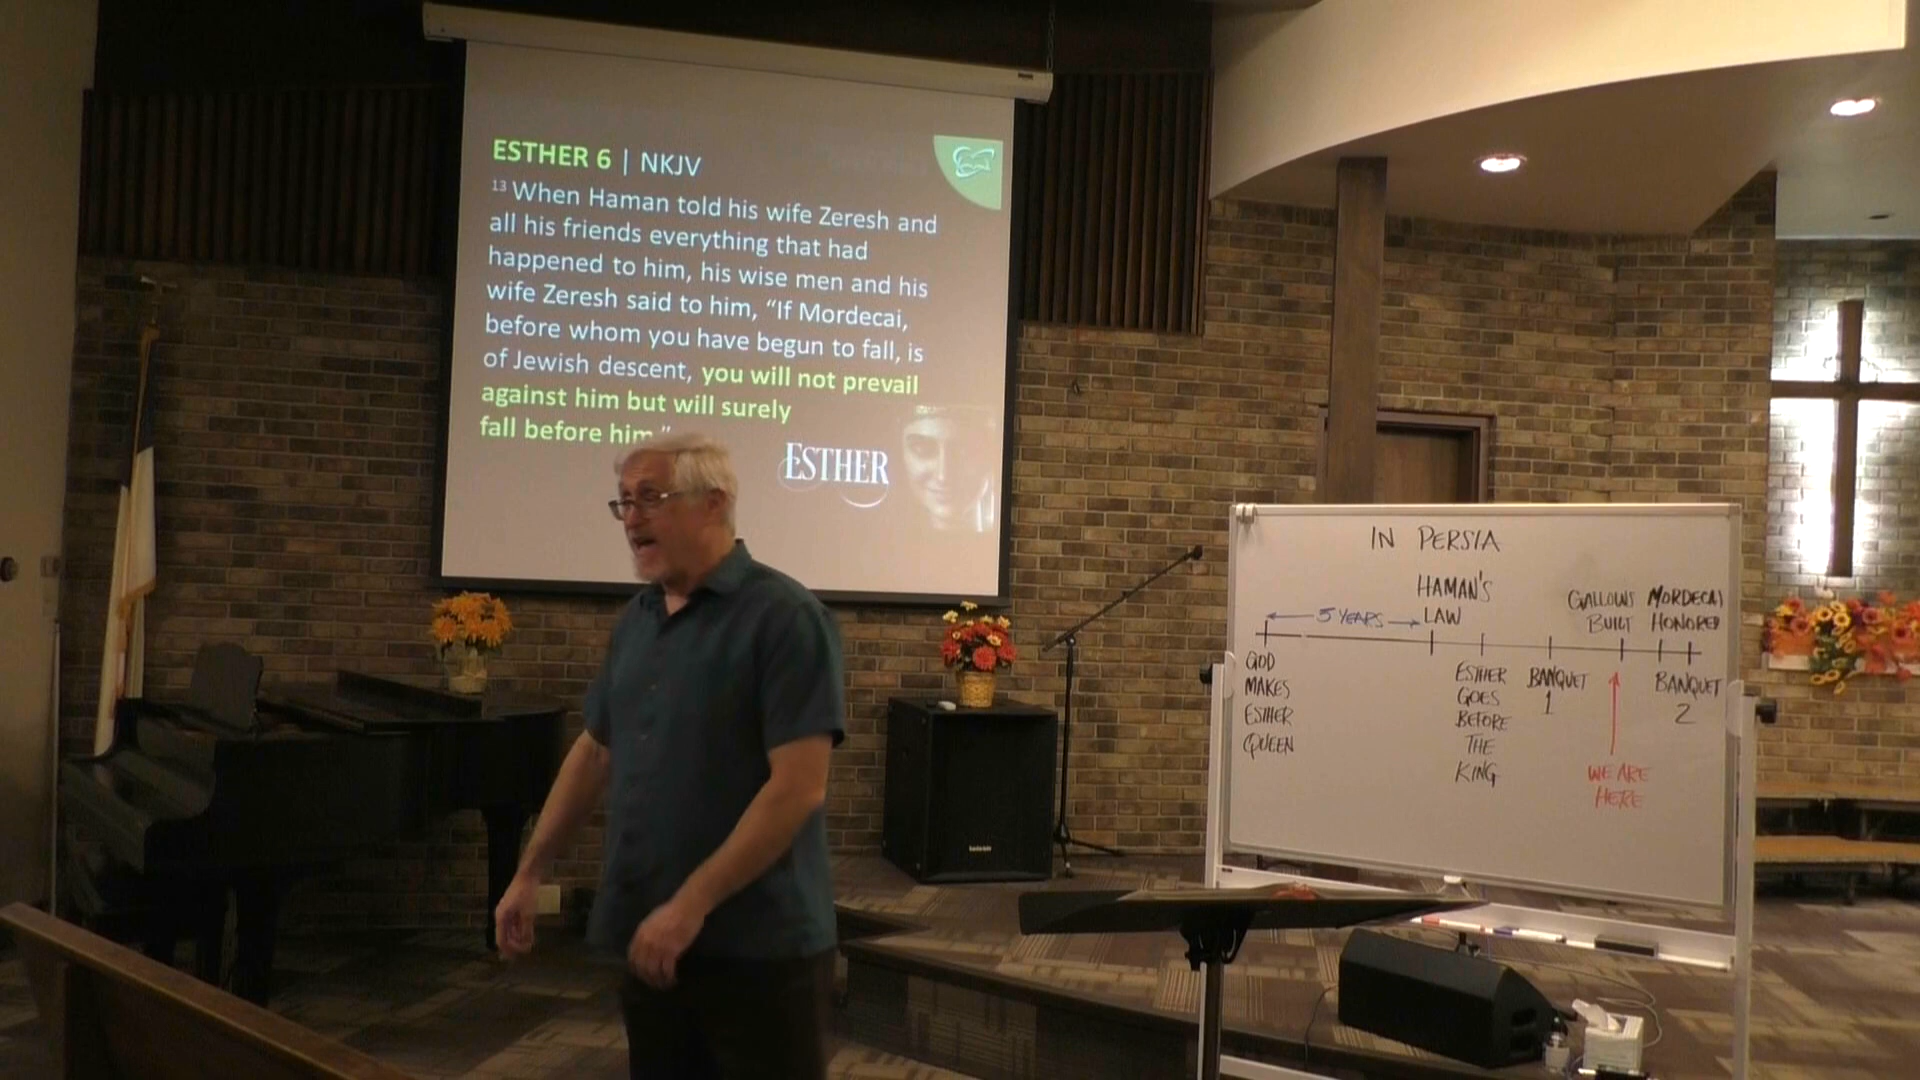 ESTHER 6 | NKJV
13 When Haman told his wife Zeresh and
all his friends everything that had
happened to him, his wise men and his
wife Zeresh said to him, “If Mordecai,
before whom you have begun to fall, is
of Jewish descent, you will not prevail
against him but will surely
fall before him.”
ESTHER
IN PERSIA
5 YEARS
HAMAN'S
LAW
GALLOWS
BUILT
MORDECAI
HONORED
GOD
MAKES
ESTHER
QUEEN
ESTHER
GOES
BEFORE
THE
KING
BANQUET
1
BANQUET
2
WE ARE
HERE